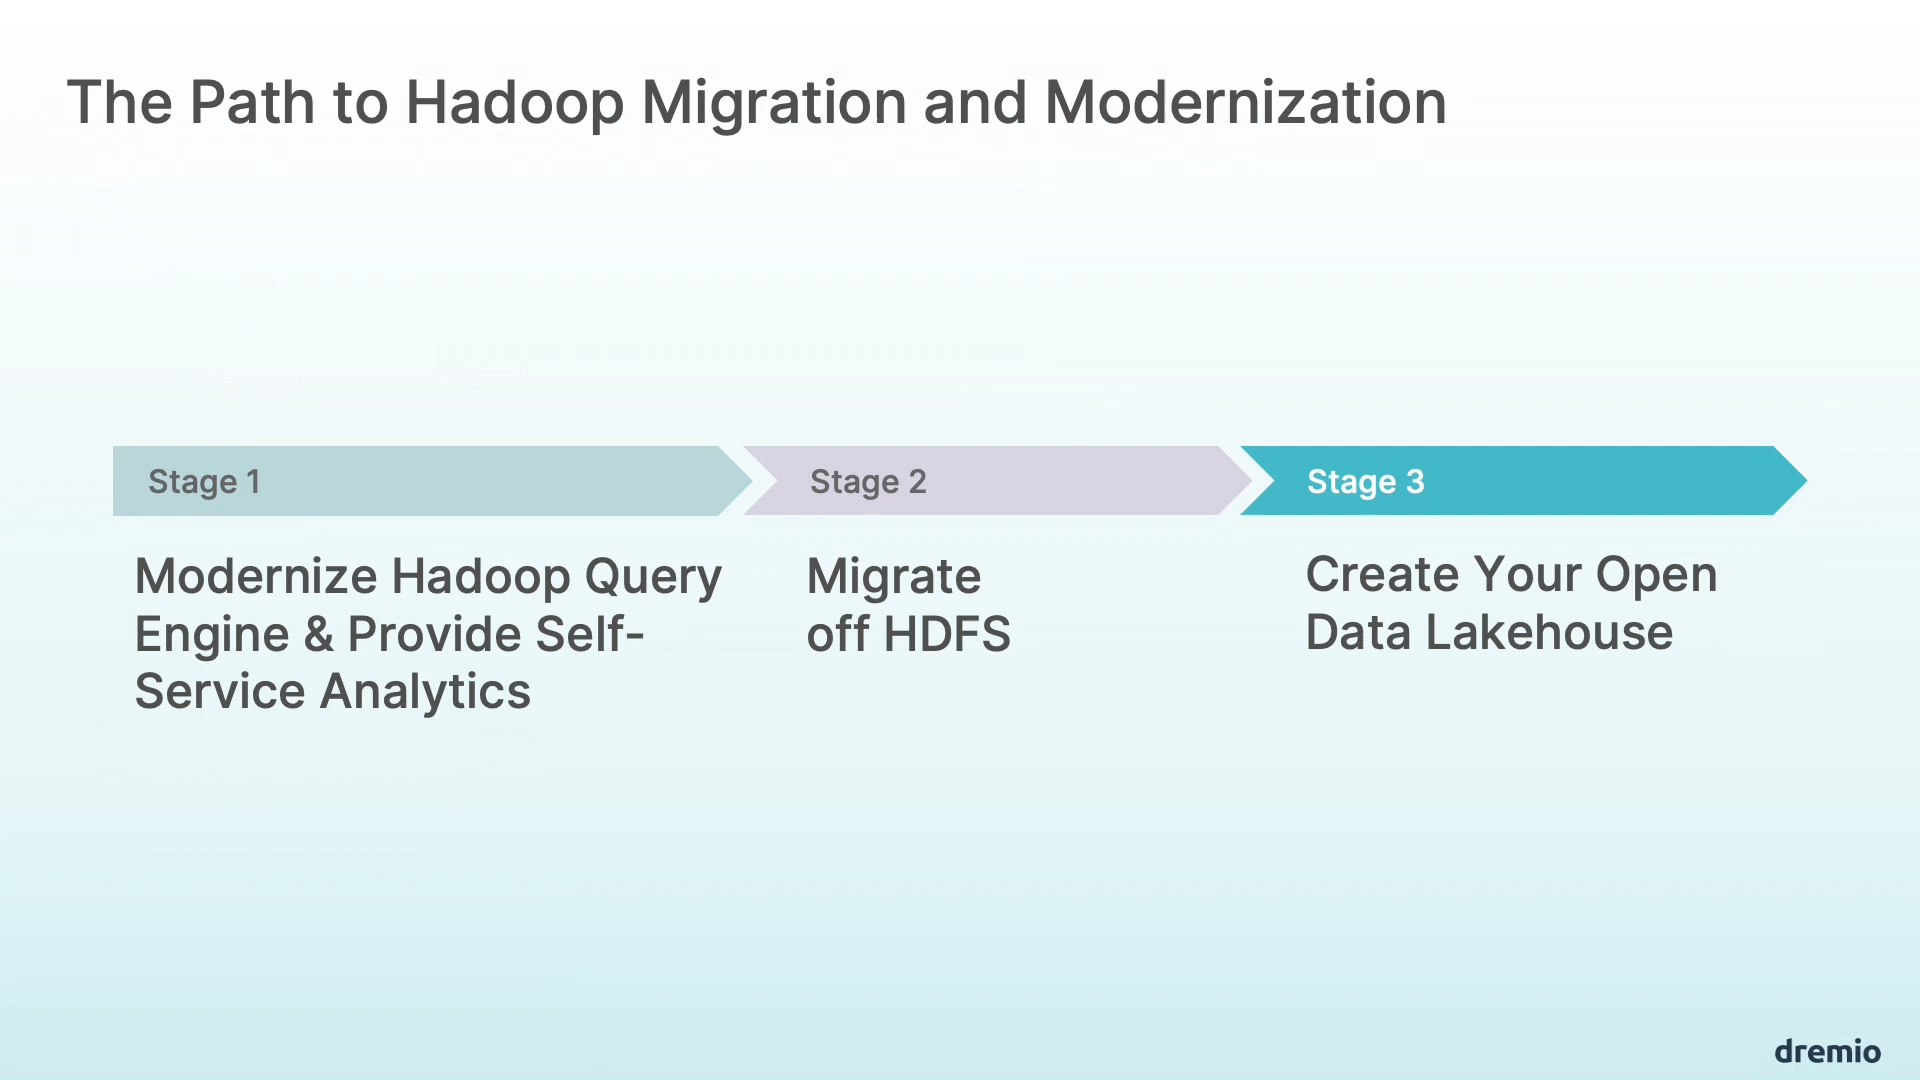 The Path to Hadoop Migration and Modernization
Stage 1
Modernize Hadoop Query
Engine & Provide Self-
Service Analytics
Stage 2
Migrate
off HDFS
Stage 3
Create Your Open
Data Lakehouse
dremio